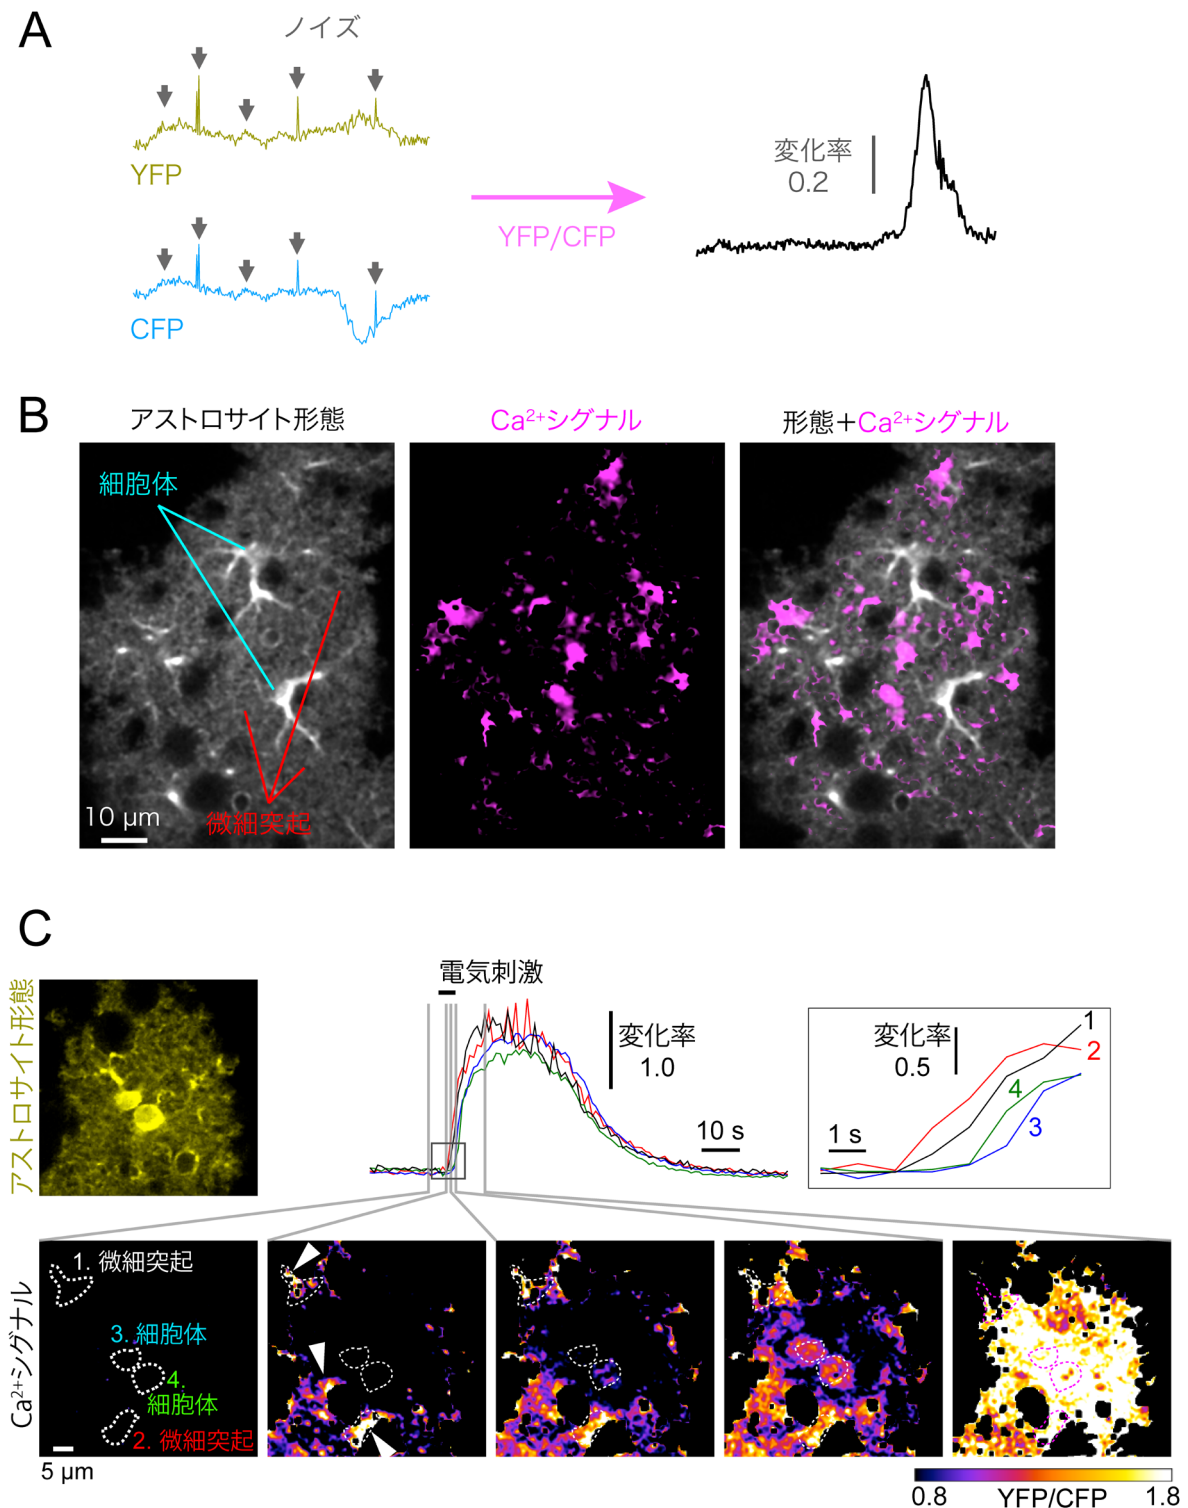 A
ノイズ
YFP
CFP
YFP/CFP
変化率
0.2
B
アストロサイト形態
Ca²⁺シグナル
形態＋Ca²⁺シグナル
細胞体
微細突起
10 μm
C
アストロサイト形態
電気刺激
変化率
1.0
10 s
変化率
0.5
1 s
1
2
4
3
Ca²⁺シグナル
1. 微細突起
3. 細胞体
4.
細胞体
2. 微細突起
5 μm
0.8
YFP/CFP
1.8